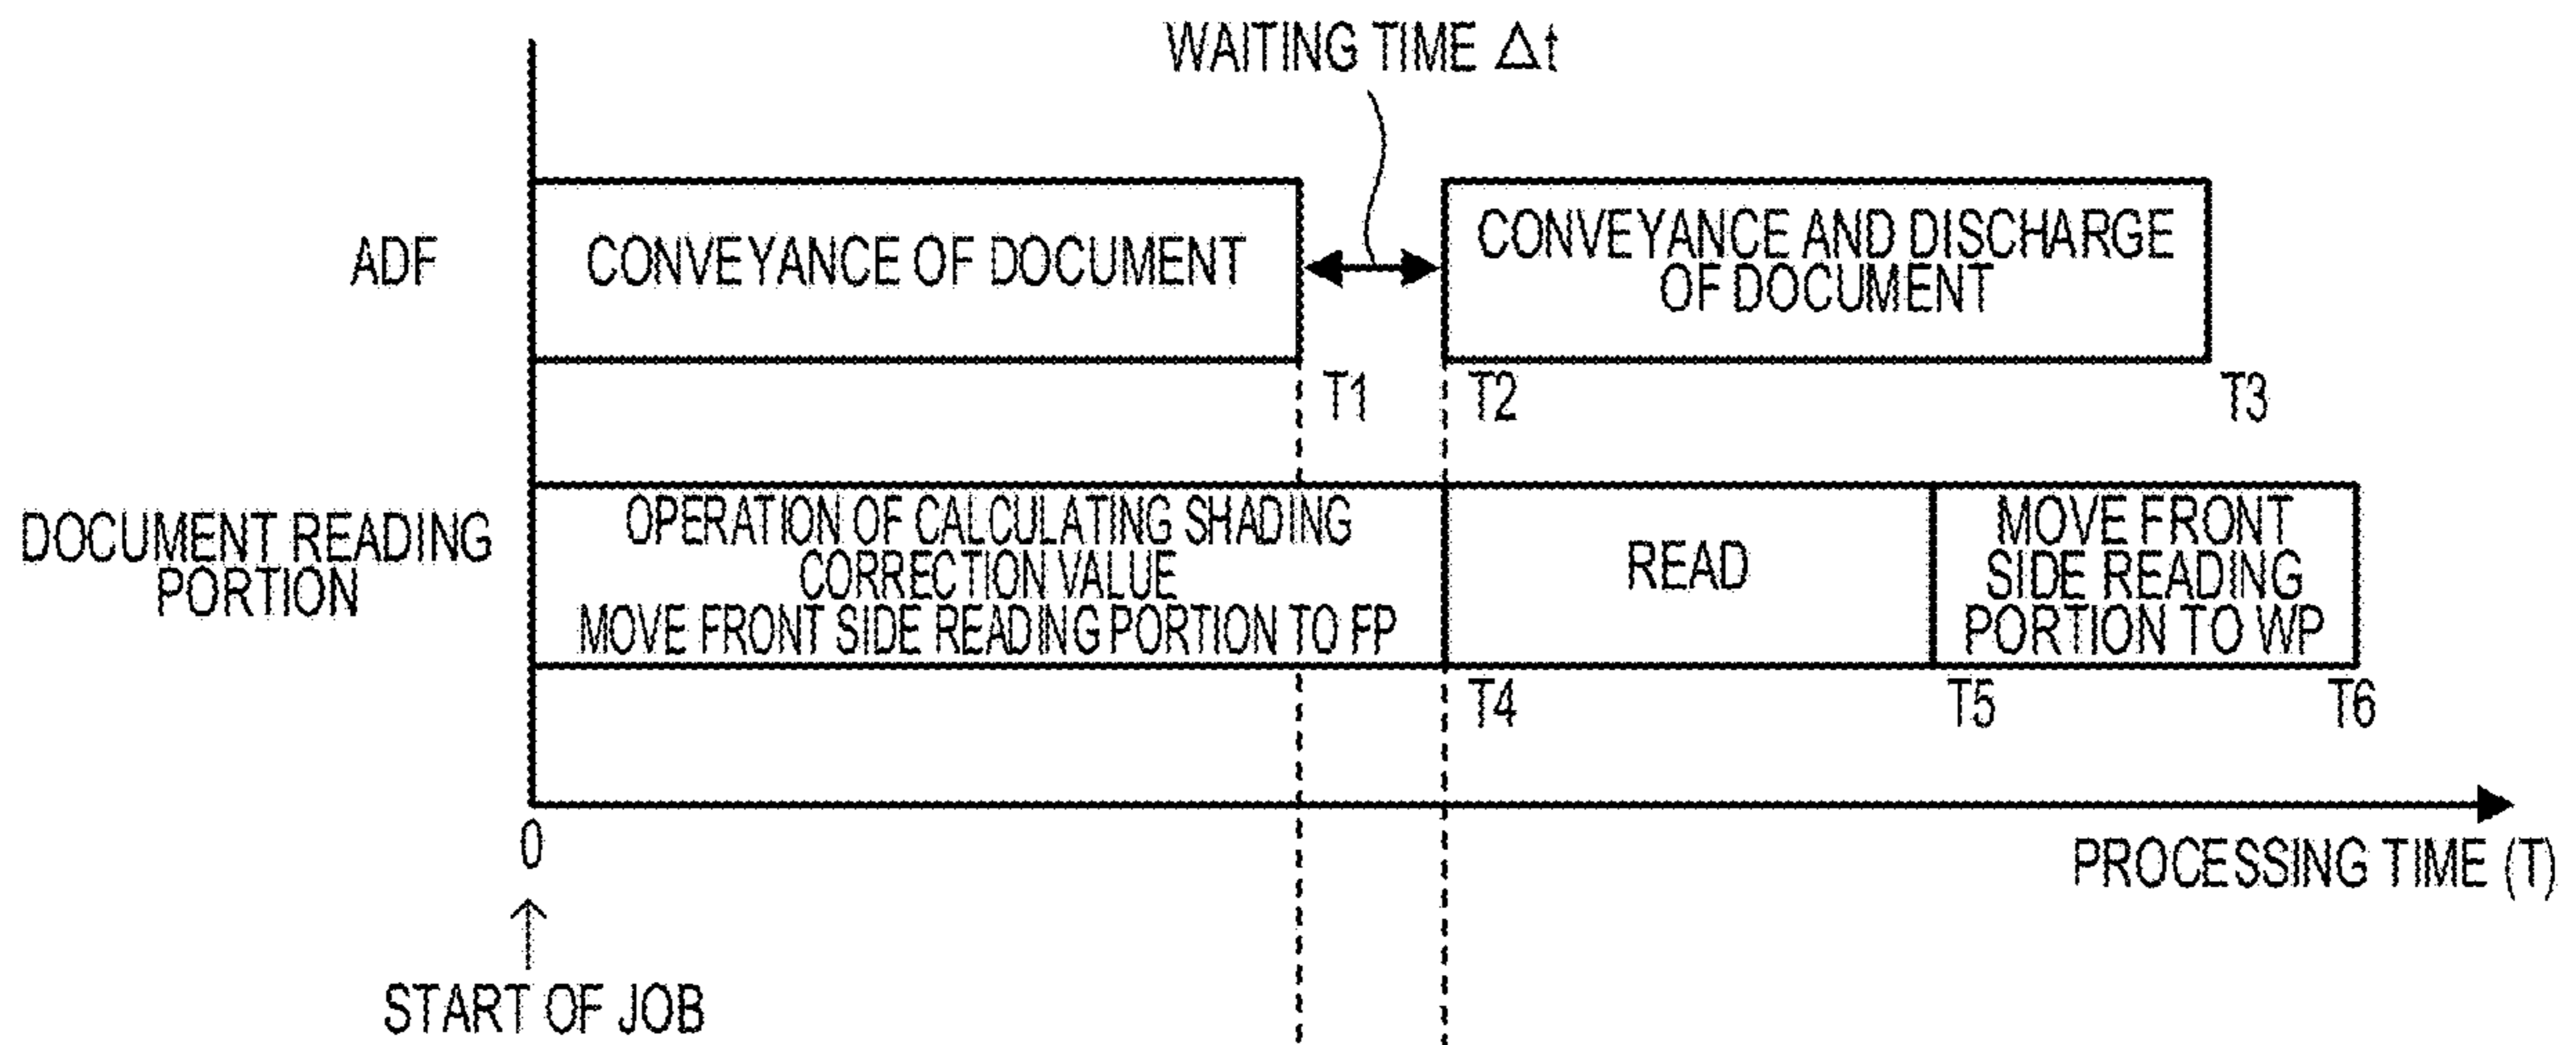 WAITING TIME Δt
ADF
CONVEYANCE OF DOCUMENT
CONVEYANCE AND DISCHARGE
OF DOCUMENT
T1
T2
T3
DOCUMENT READING
PORTION
OPERATION OF CALCULATING SHADING
CORRECTION VALUE
MOVE FRONT SIDE READING PORTION TO FP
READ
MOVE FRONT
SIDE READING
PORTION TO WP
T4
T5
T6
0
PROCESSING TIME (T)
↑
START OF JOB